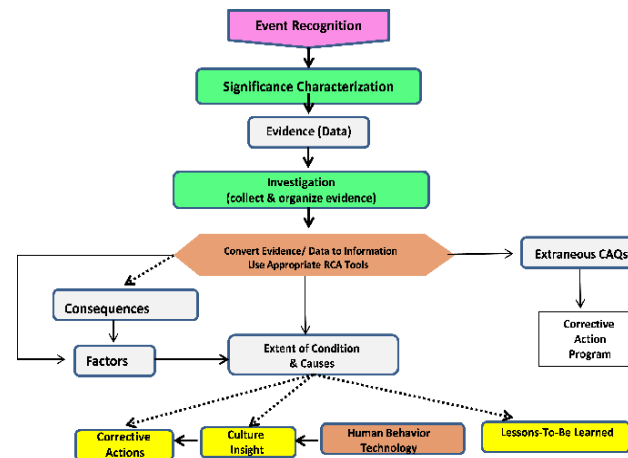 Event Recognition
Significance Characterization
Evidence (Data)
Investigation
(collect & organize evidence)
Convert Evidence/ Data to Information
Use Appropriate RCA Tools
Extraneous CAQs
Consequences
Corrective
Action
Program
Factors
Extent of Condition
& Causes
Corrective
Actions
Culture
Insight
Human Behavior
Technology
Lessons-To-Be Learned